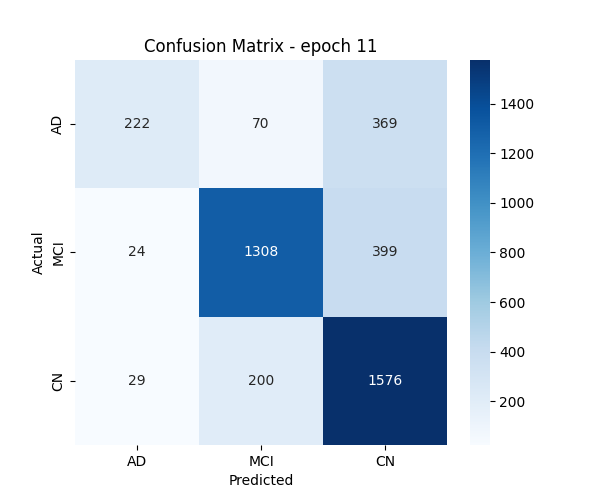 Confusion Matrix - epoch 11
AD
222
70
369
MCI
24
1308
399
CN
29
200
1576
Actual
AD
MCI
CN
Predicted
1400
1200
1000
800
600
400
200